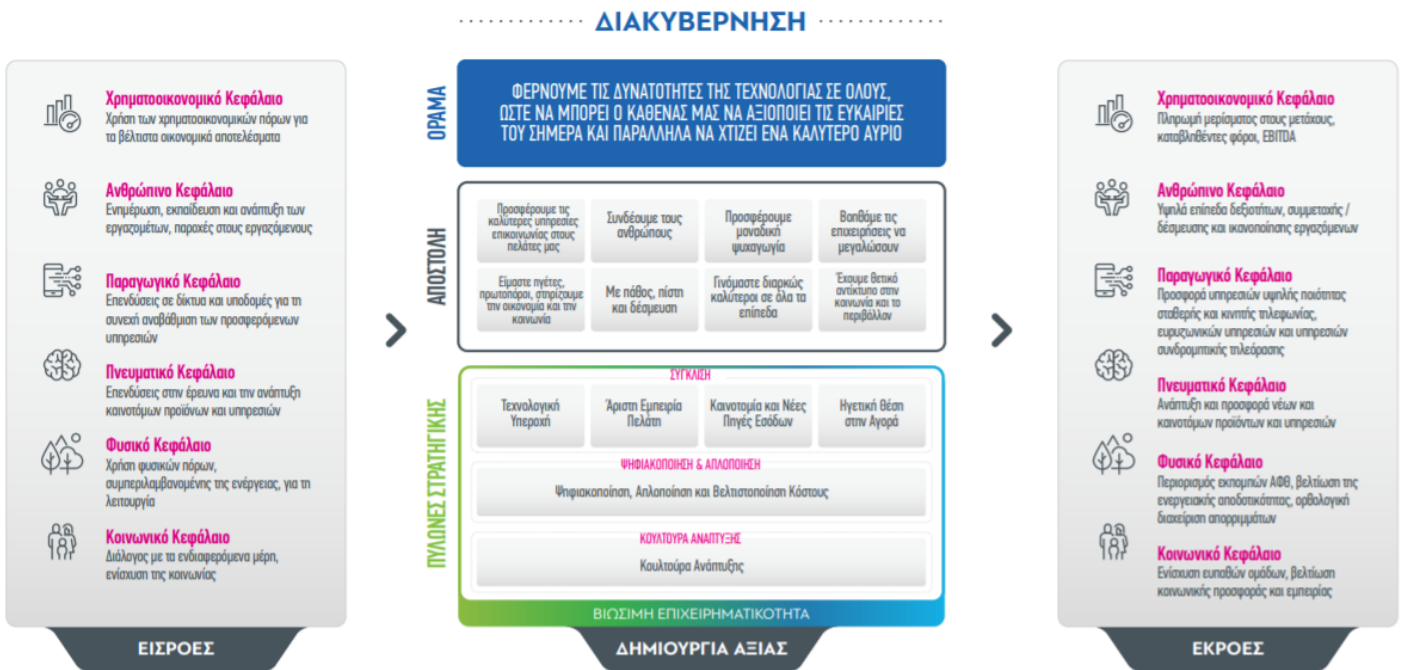 ΔΙΑΚΥΒΕΡΝΗΣΗ
Χρηματοοικονομικό Κεφάλαιο
Χρήση των χρηματοοικονομικών πόρων για
τα βέλτιστα οικονομικά αποτελέσματα
Ανθρώπινο Κεφάλαιο
Ενημέρωση, εκπαίδευση και ανάπτυξη των
εργαζομέτων, παροχές στους εργαζόμενους
Παραγωγικό Κεφάλαιο
Επενδύσεις σε δίκτυα και υποδομές για τη
συνεχή αναβάθμιση των προσφερόμενων
υπηρεσιών
Πνευματικό Κεφάλαιο
Επενδύσεις στην έρευνα και την ανάπτυξη
καινοτόμων προϊόνων και υπηρεσιών
Φυσικό Κεφάλαιο
Χρήση φυσικών πόρων,
συμπεριλαμβανομένης της ενέργειας, για τη
λειτουργία
Κοινωνικό Κεφάλαιο
Διάλογος με τα ενδιαφερόμενα μέρη,
ενίσχυση της κοινωνίας
ΕΙΣΡΟΕΣ
ΟΡΑΜΑ
ΦΕΡΝΟΥΜΕ ΤΙΣ ΔΥΝΑΤΟΤΗΤΕΣ ΤΗΣ ΤΕΧΝΟΛΟΓΙΑΣ ΣΕ ΟΛΟΥΣ,
ΩΣΤΕ ΝΑ ΜΠΟΡΕΙ Ο ΚΑΘΕΝΑΣ ΜΑΣ ΝΑ ΑΞΙΟΠΟΙΕΙ ΤΙΣ ΕΥΚΑΙΡΙΕΣ
ΤΟΥ ΣΗΜΕΡΑ ΚΑΙ ΠΑΡΑΛΛΗΛΑ ΝΑ ΧΤΙΖΕΙ ΕΝΑ ΚΑΛΥΤΕΡΟ ΑΥΡΙΟ
ΑΠΟΣΤΟΛΗ
Προσφέρουμε τις
καλύτερες υπηρεσίες
επικοινωνίας στους
πελάτες μας
Συνδέουμε τους
ανθρώπους
Προσφέρουμε
μοναδική
ψυχαγωγία
Βοηθάμε τις
επιχειρήσεις να
μεγαλώσουν
Είμαστε ηγέτες,
πρωτοπόροι, στηρίζουμε
την οικονομία και την
κοινωνία
Με πάθος, πίστη
και δέσμευση
Γινόμαστε διαρκώς
καλύτεροι σε όλα τα
επίπεδα
Έχουμε θετικό
αντίκτυπο στην
κοινωνία και το
περιβάλλον
ΠΥΛΩΝΕΣ ΣΤΡΑΤΗΓΙΚΗΣ
ΣΥΓΚΛΙΣΗ
Τεχνολογική
Υπεροχή
Άριστη Εμπειρία
Πελάτη
Καινοτομία και Νέες
Πηγές Εσόδων
Ηγετική Θέση
στην Αγορά
ΨΗΦΙΑΚΟΠΟΙΗΣΗ & ΑΠΛΟΠΟΙΗΣΗ
Ψηφιακοποίηση, Απλοποίηση και Βελτιστοποίηση Κόστους
ΚΟΥΛΤΟΥΡΑ ΑΝΑΠΤΥΞΗΣ
Κουλτούρα Ανάπτυξης
ΒΙΩΣΙΜΗ ΕΠΙΧΕΙΡΗΜΑΤΙΚΟΤΗΤΑ
ΔΗΜΙΟΥΡΓΙΑ ΑΞΙΑΣ
Χρηματοοικονομικό Κεφάλαιο
Πληρωμή μερίσματος στους μετόχους,
καταβληθέντες φόροι, EBITDA
Ανθρώπινο Κεφάλαιο
Υψηλά επίπεδα δεξιοτήτων, συμμετοχής /
δέσμευσης και ικανοποίησης εργαζόμενων
Παραγωγικό Κεφάλαιο
Προσφορά υπηρεσιών υψηλής ποιότητας
σταθερής και κινητής τηλεφωνίας,
ευρυζωνικών υπηρεσιών και υπηρεσιών
συνδρομητικής τηλεόρασης
Πνευματικό Κεφάλαιο
Ανάπτυξη και προσφορά νέων και
καινοτόμων προϊόντων και υπηρεσιών
Φυσικό Κεφάλαιο
Περιορισμός εκπομπών ΑΦΘ, βελτίωση της
ενεργειακής αποδοτικότητας, ορθολογική
διαχείριση απορριμμάτων
Κοινωνικό Κεφάλαιο
Ενίσχυση ευπαθών ομάδων, βελτίωση
κοινωνικής προσφοράς και εμπειρίας
ΕΚΡΟΕΣ